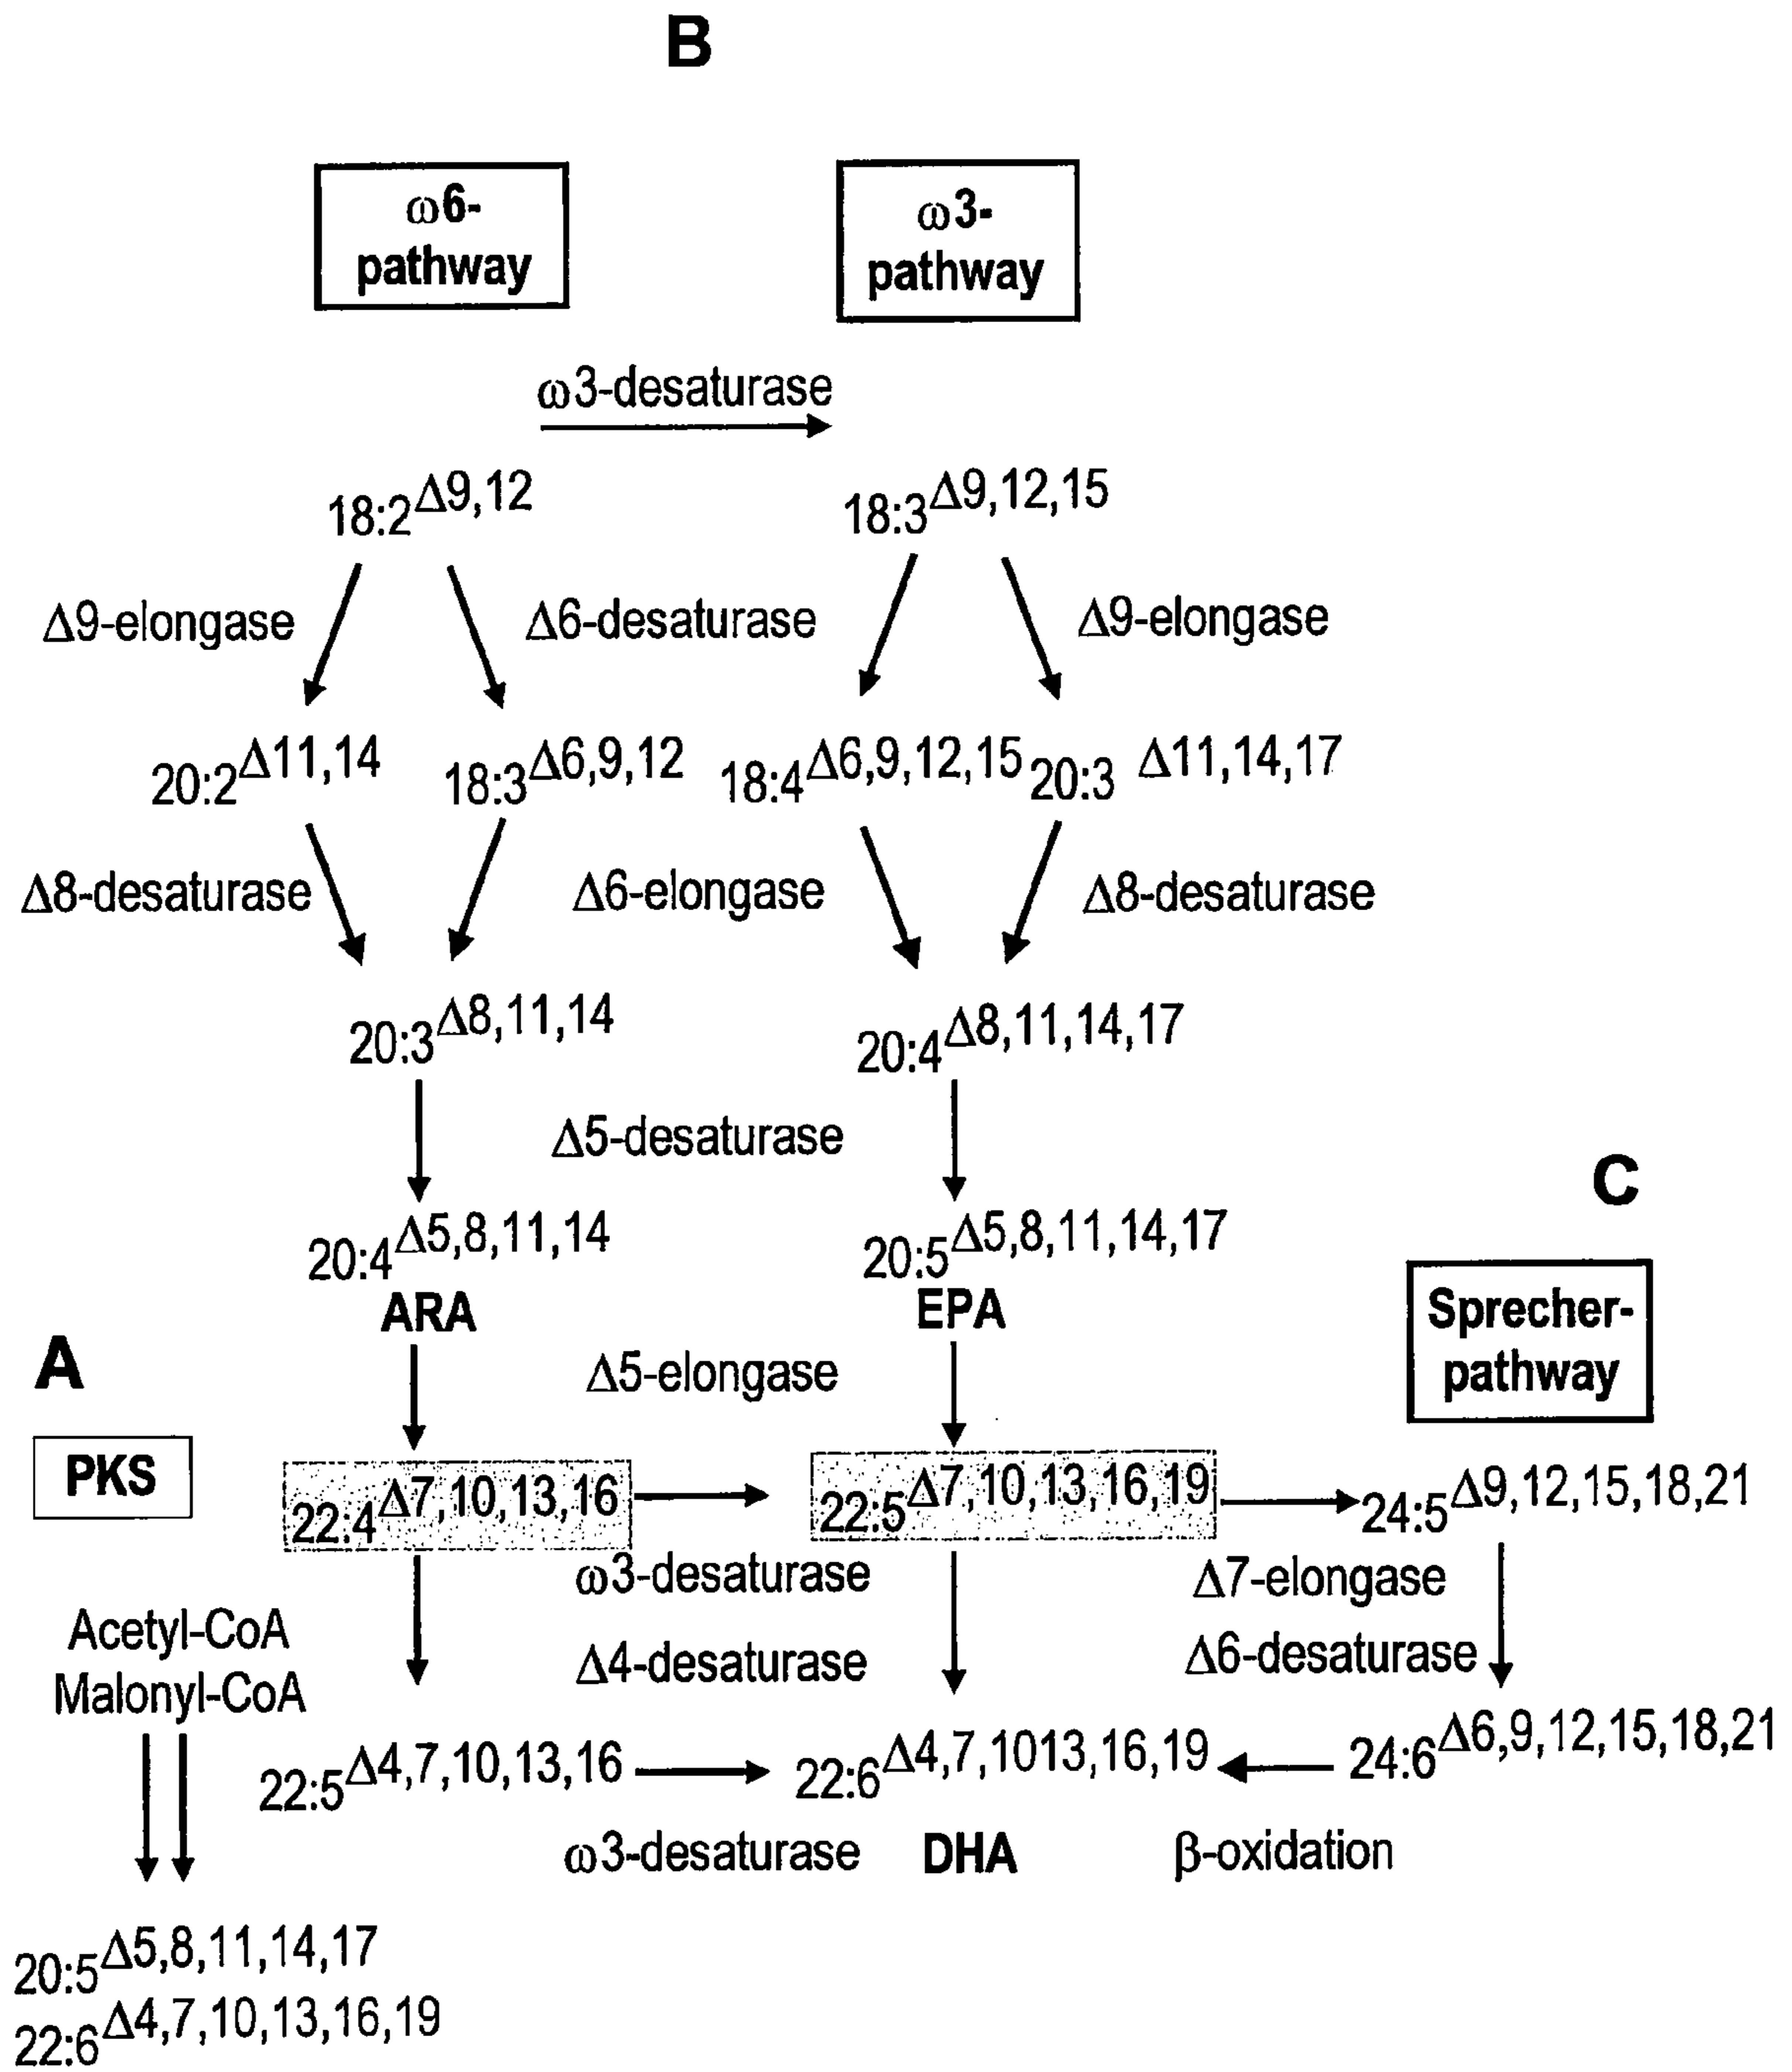 B
ω6-
pathway
ω3-
pathway
ω3-desaturase
18:2Δ9,12
18:3Δ9,12,15
Δ9-elongase
Δ6-desaturase
Δ9-elongase
20:2Δ11,14
18:3Δ6,9,12
18:4Δ6,9,12,15
20:3 Δ11,14,17
Δ8-desaturase
Δ6-elongase
Δ8-desaturase
20:3Δ8,11,14
20:4Δ8,11,14,17
Δ5-desaturase
20:4Δ5,8,11,14
ARA
20:5Δ5,8,11,14,17
EPA
C
Sprecher-
pathway
A
PKS
Δ5-elongase
22:4Δ7,10,13,16
22:5Δ7,10,13,16,19
24:5Δ9,12,15,18,21
ω3-desaturase
Δ7-elongase
Acetyl-CoA
Malonyl-CoA
Δ4-desaturase
Δ6-desaturase
22:5Δ4,7,10,13,16
22:6Δ4,7,1013,16,19
24:6Δ6,9,12,15,18,21
ω3-desaturase
DHA
β-oxidation
20:5Δ5,8,11,14,17
22:6Δ4,7,10,13,16,19